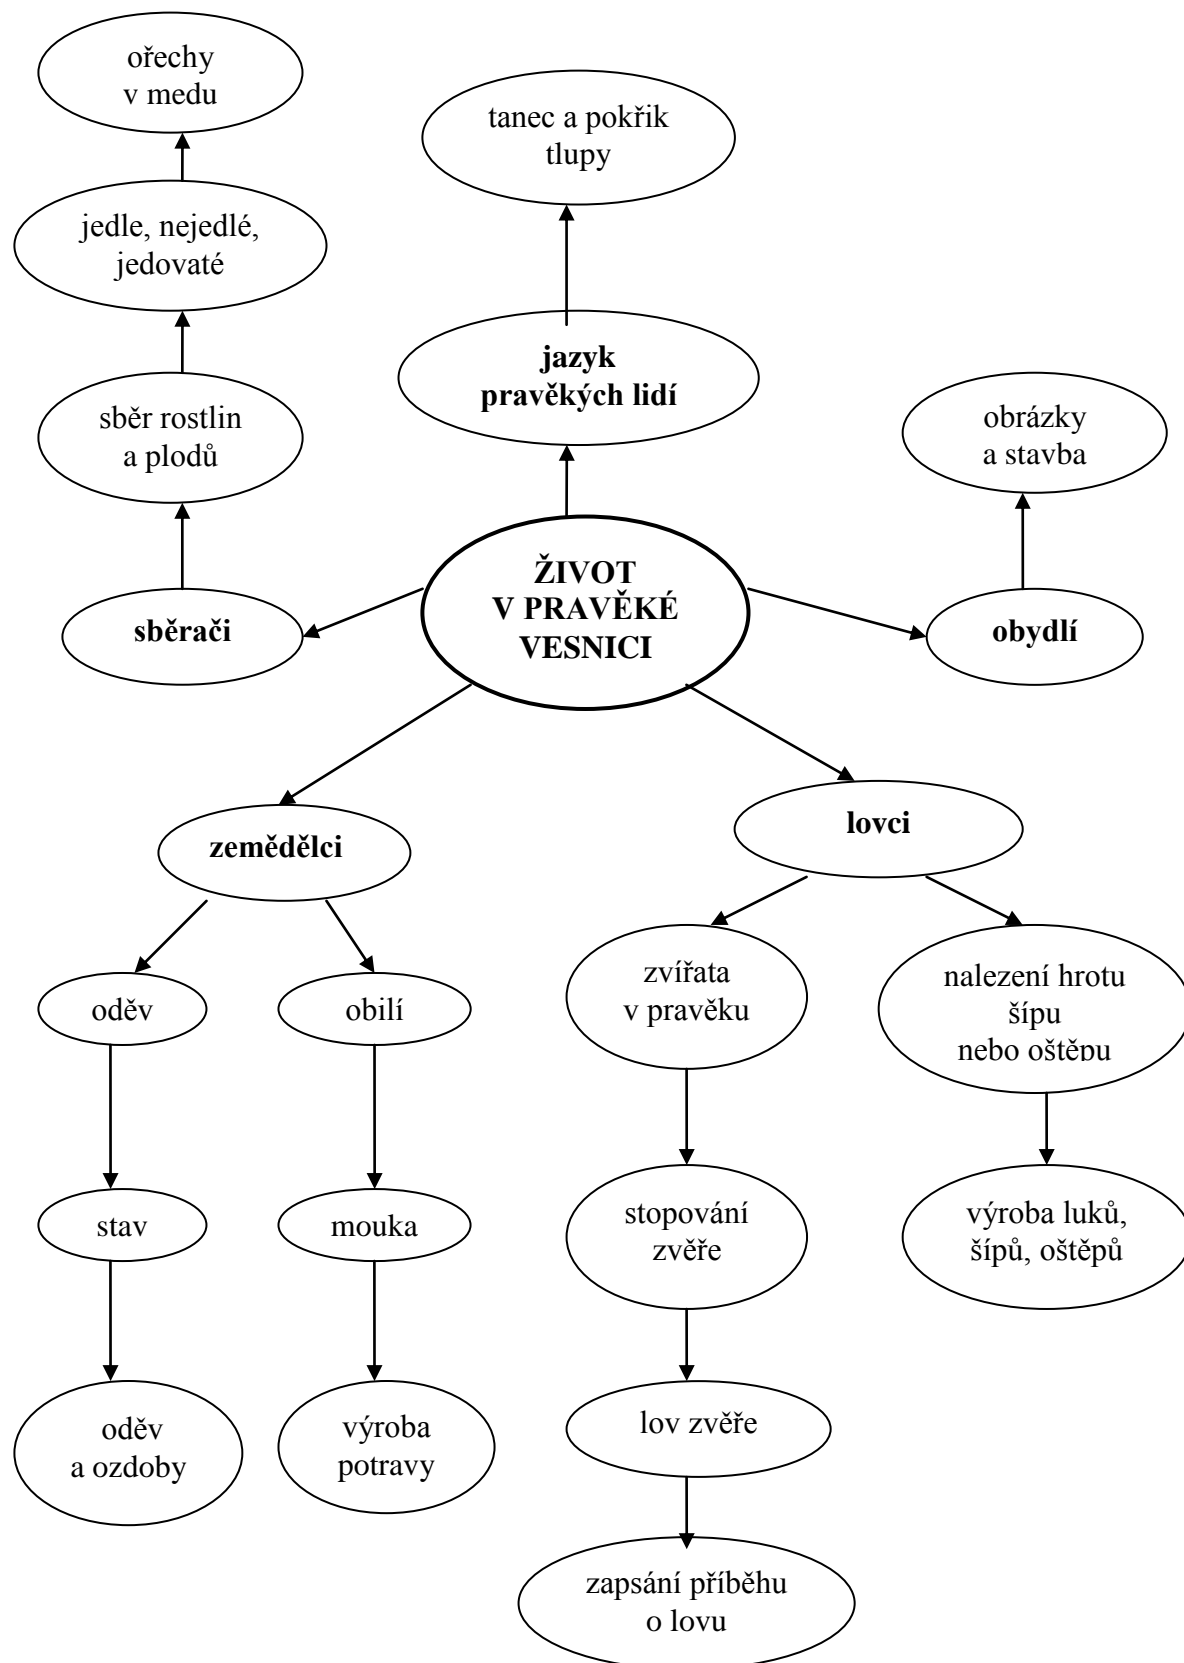 ořechy
v medu
tanec a pokřik
tlupy
jedle, nejedlé,
jedovaté
jazyk
pravěkých lidí
sběr rostlin
a plodů
obrázky
a stavba
ŽIVOT
V PRAVĚKÉ
VESNICI
sběrači
obydlí
zemědělci
lovci
oděv
obilí
zvířata
v pravěku
nalezení hrotu
šípu
nebo oštěpu
stav
mouka
stopování
zvěře
výroba luků,
šípů, oštěpů
oděv
a ozdoby
výroba
potravy
lov zvěře
zapsání příběhu
o lovu